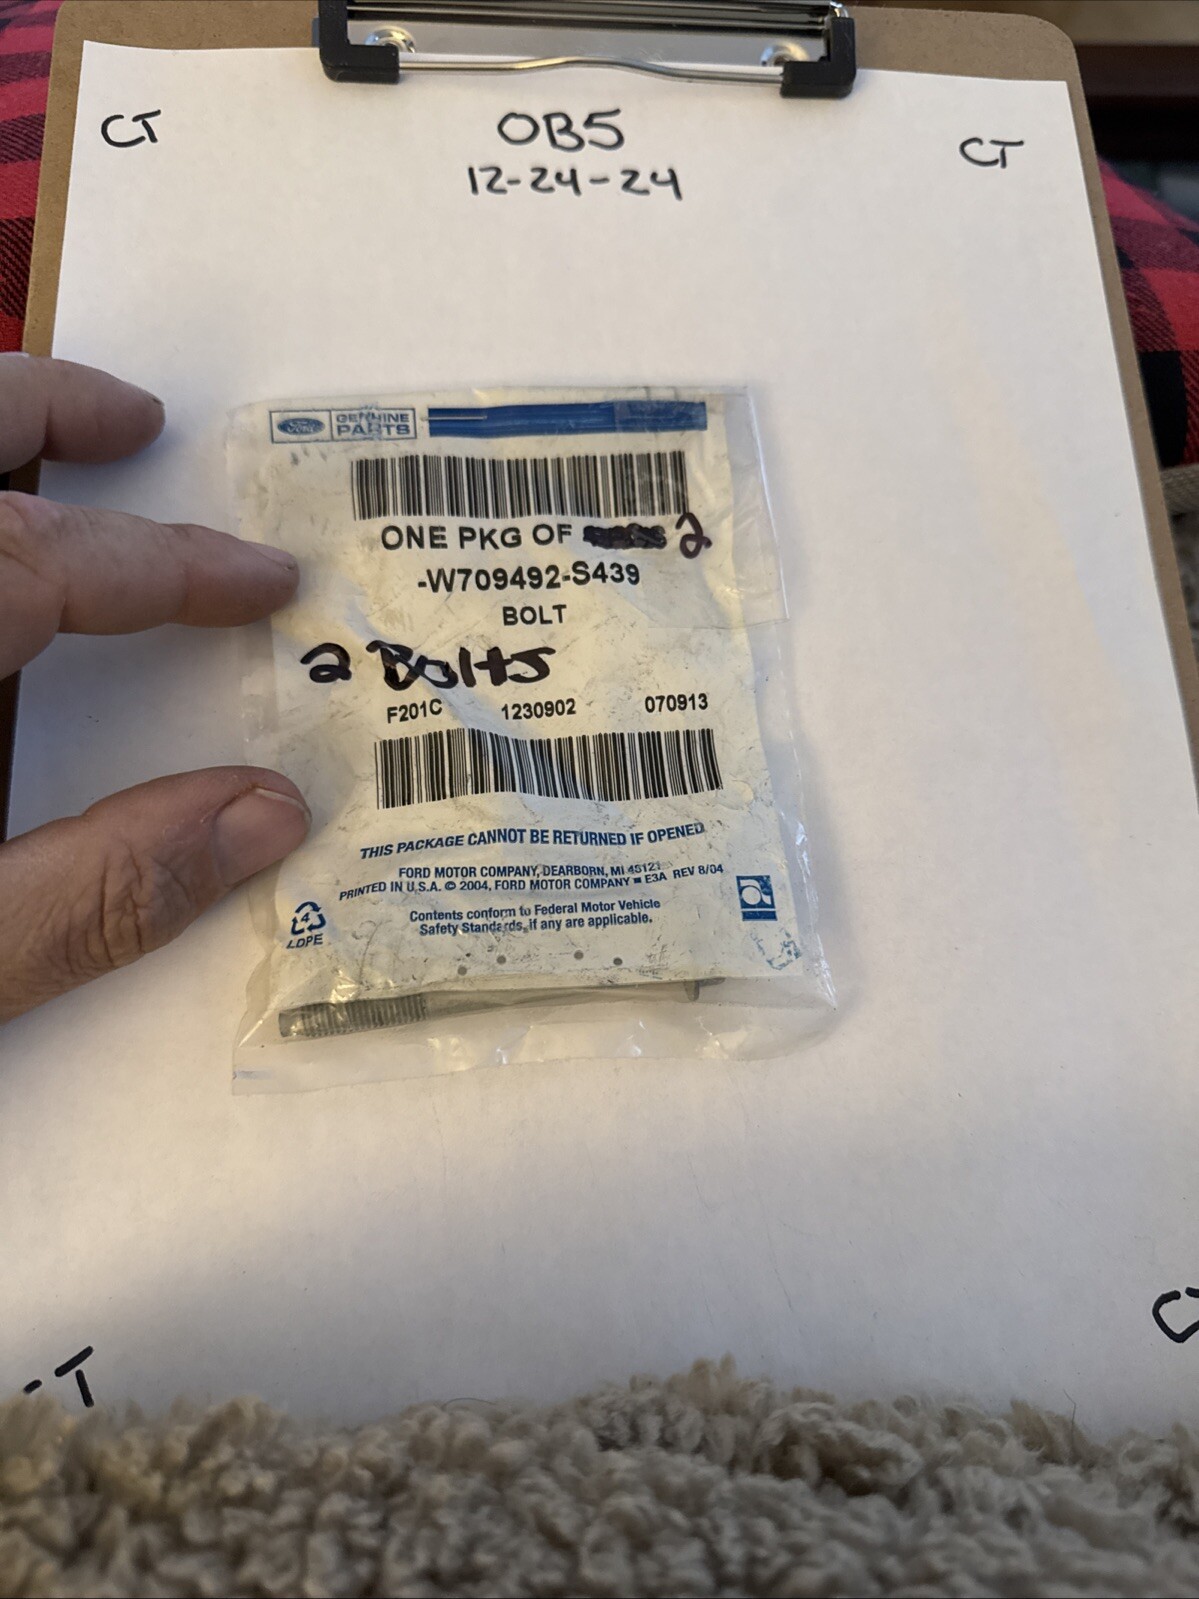 CT
OB5
CT
12-24-24
Ford
GENUINE
PARTS
ONE PKG OF 2
-W709492-S439
BOLT
2 Bolts
F201C 1230902 070913
THIS PACKAGE CANNOT BE RETURNED IF OPENED
FORD MOTOR COMPANY, DEARBORN, MI 48121
PRINTED IN U.S.A. © 2004, FORD MOTOR COMPANY E3A REV 8/04
Contents conform to Federal Motor Vehicle
Safety Standards, if any are applicable.
4
LDPE
T